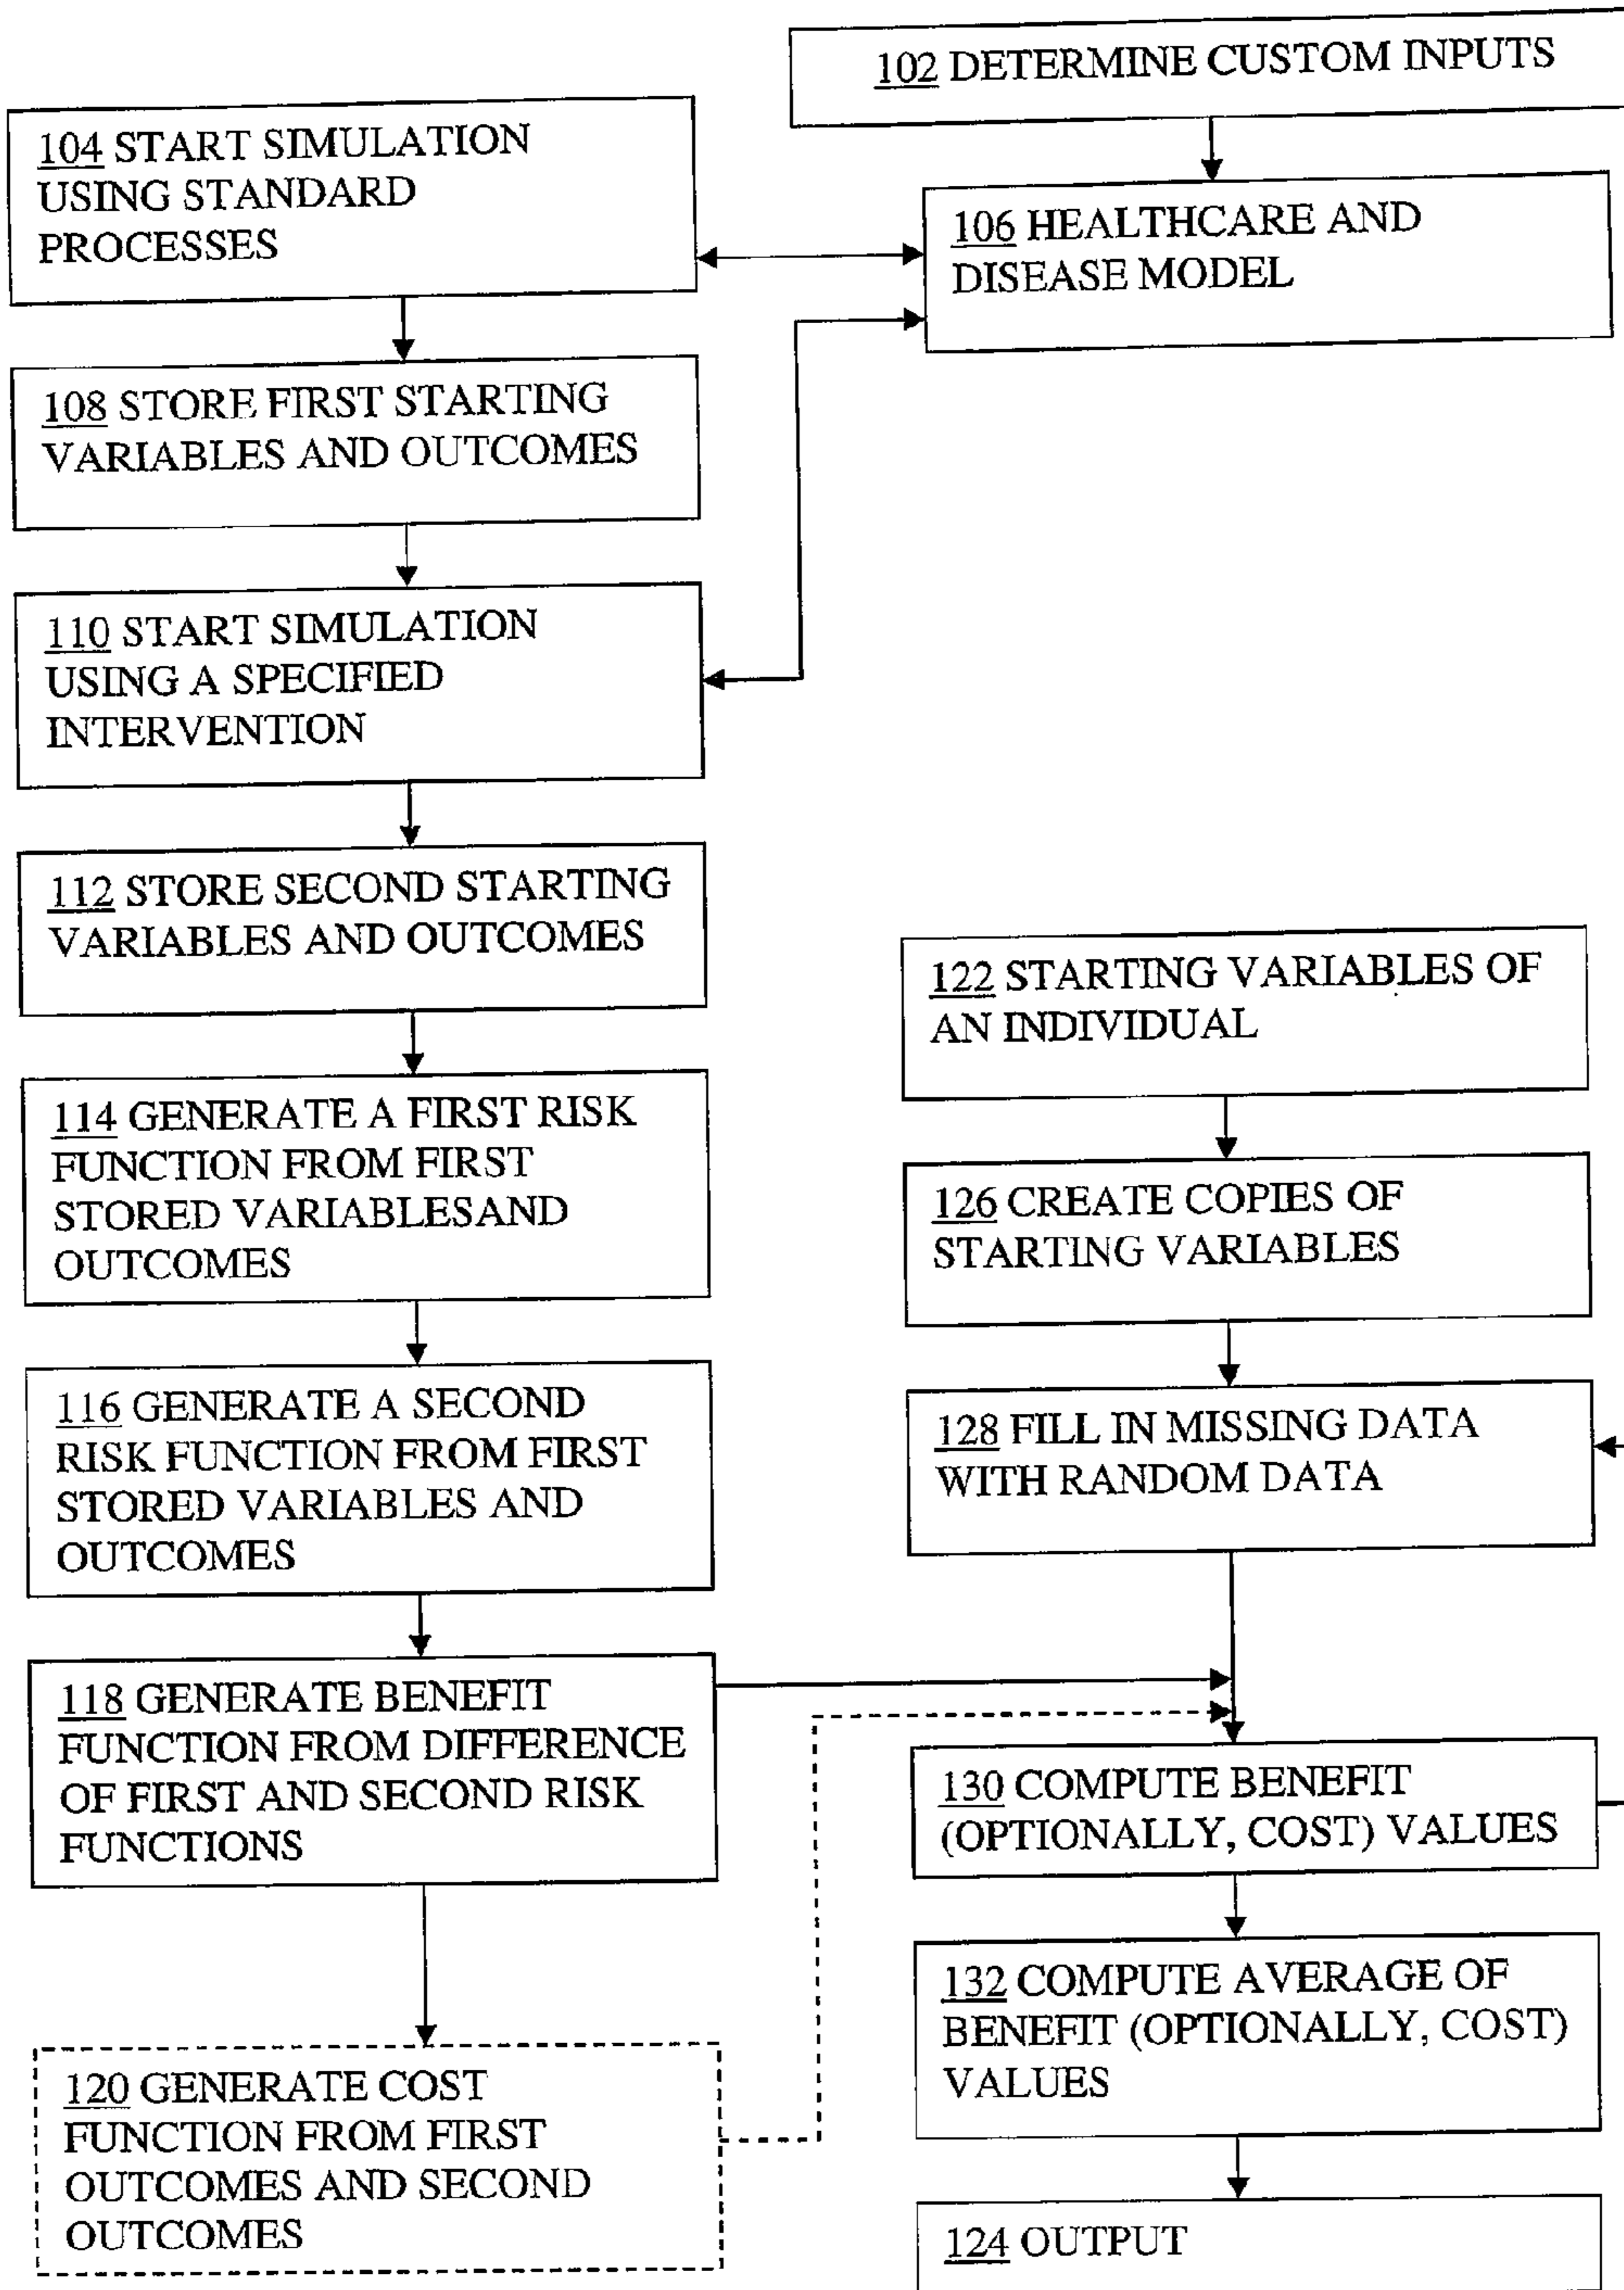 102 DETERMINE CUSTOM INPUTS
104 START SIMULATION
USING STANDARD
PROCESSES
106 HEALTHCARE AND
DISEASE MODEL
108 STORE FIRST STARTING
VARIABLES AND OUTCOMES
110 START SIMULATION
USING A SPECIFIED
INTERVENTION
112 STORE SECOND STARTING
VARIABLES AND OUTCOMES
114 GENERATE A FIRST RISK
FUNCTION FROM FIRST
STORED VARIABLESAND
OUTCOMES
116 GENERATE A SECOND
RISK FUNCTION FROM FIRST
STORED VARIABLES AND
OUTCOMES
118 GENERATE BENEFIT
FUNCTION FROM DIFFERENCE
OF FIRST AND SECOND RISK
FUNCTIONS
120 GENERATE COST
FUNCTION FROM FIRST
OUTCOMES AND SECOND
OUTCOMES
122 STARTING VARIABLES OF
AN INDIVIDUAL
126 CREATE COPIES OF
STARTING VARIABLES
128 FILL IN MISSING DATA
WITH RANDOM DATA
130 COMPUTE BENEFIT
(OPTIONALLY, COST) VALUES
132 COMPUTE AVERAGE OF
BENEFIT (OPTIONALLY, COST)
VALUES
124 OUTPUT